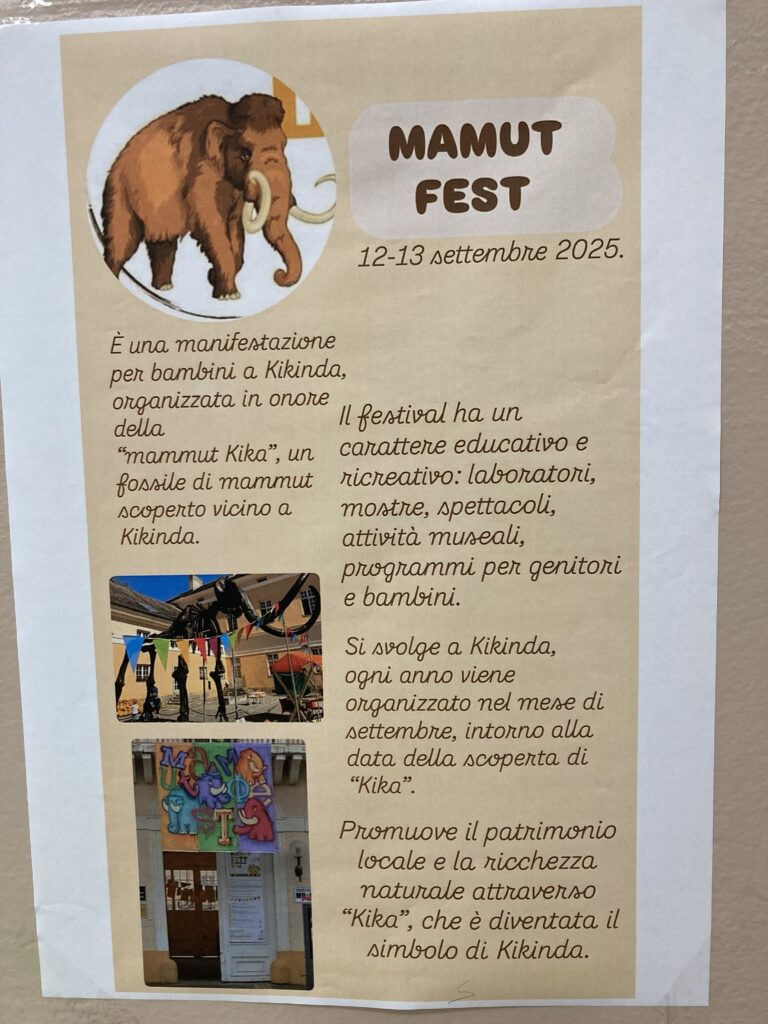 MAMUT
FEST
12-13 settembre 2025.
È una manifestazione
per bambini a Kikinda,
organizzata in onore
della
“mammut Kika”, un
fossile di mammut
scoperto vicino a
Kikinda.
Il festival ha un
carattere educativo e
ricreativo: laboratori,
mostre, spettacoli,
attività museali,
programmi per genitori
e bambini.
Si svolge a Kikinda,
ogni anno viene
organizzato nel mese di
settembre, intorno alla
data della scoperta di
“Kika”.
Promuove il patrimonio
locale e la ricchezza
naturale attraverso
“Kika”, che è diventata il
simbolo di Kikinda.